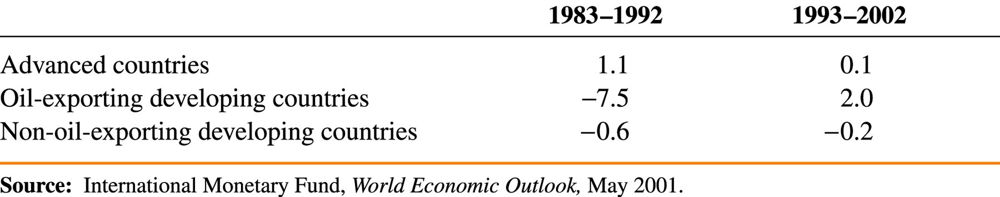 1983–1992 1993–2002
Advanced countries 1.1 0.1
Oil-exporting developing countries −7.5 2.0
Non-oil-exporting developing countries −0.6 −0.2
Source: International Monetary Fund, World Economic Outlook, May 2001.